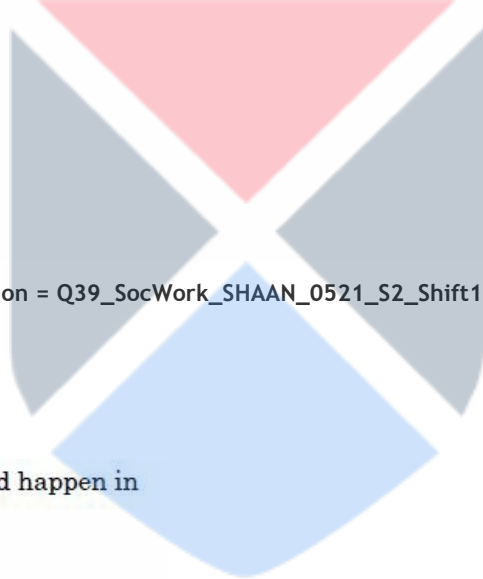 on = Q39_SocWork_SHAAN_0521_S2_Shift1
d happen in